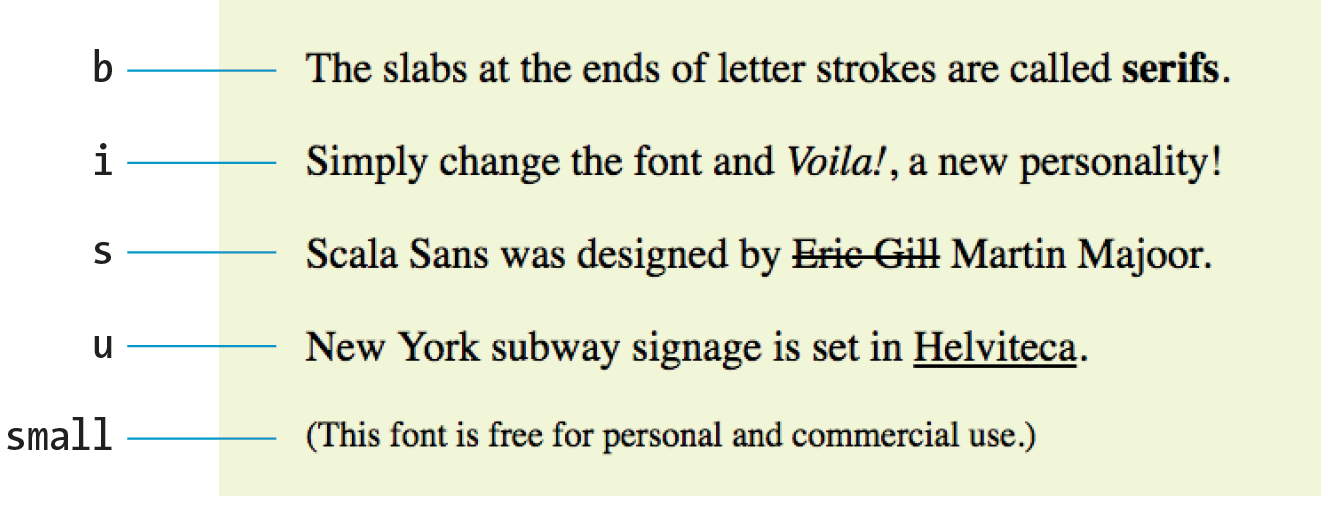 b The slabs at the ends of letter strokes are called serifs.
i Simply change the font and Voila!, a new personality!
s Scala Sans was designed by Eric Gill Martin Majoor.
u New York subway signage is set in Helviteca.
small (This font is free for personal and commercial use.)